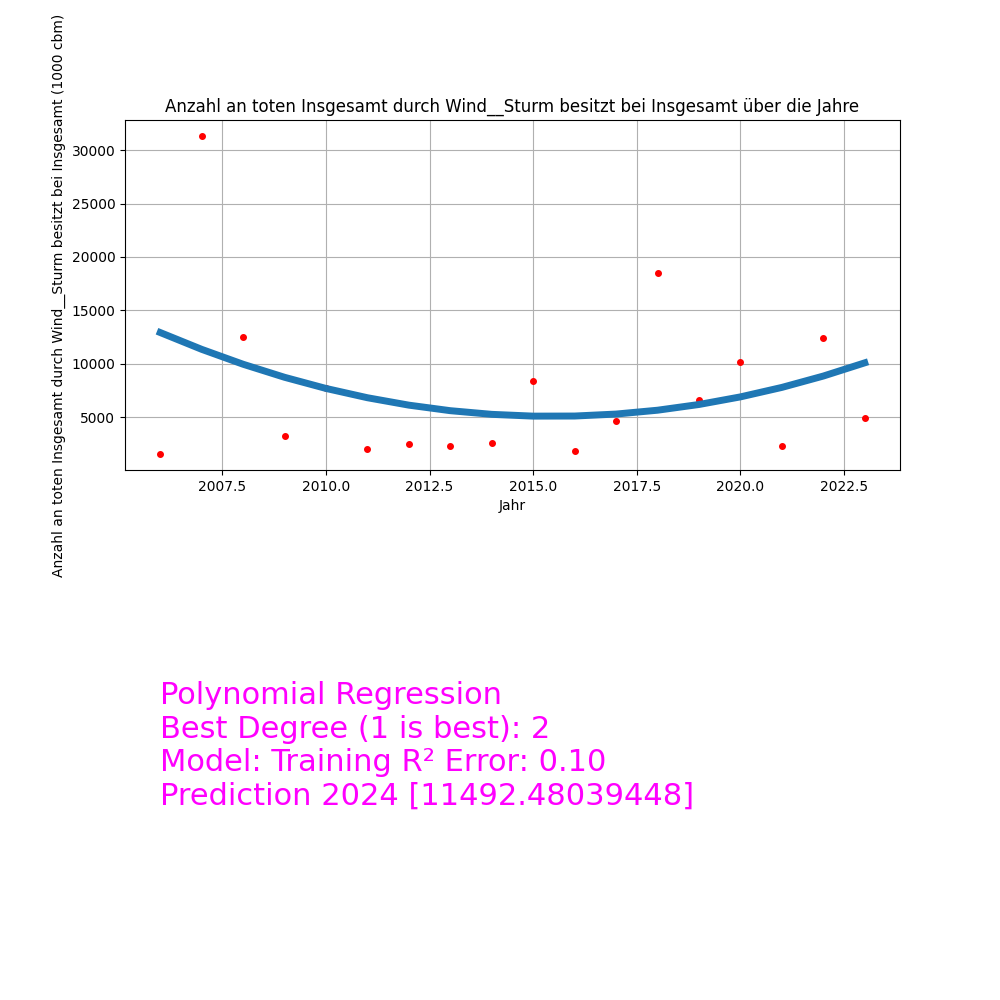 Anzahl an toten Insgesamt durch Wind__Sturm besitzt bei Insgesamt über die Jahre
Anzahl an toten Insgesamt durch Wind__Sturm besitzt bei Insgesamt (1000 cbm)
30000
25000
20000
15000
10000
5000
2007.5 2010.0 2012.5 2015.0 2017.5 2020.0 2022.5
Jahr
Polynomial Regression
Best Degree (1 is best): 2
Model: Training R² Error: 0.10
Prediction 2024 [11492.48039448]